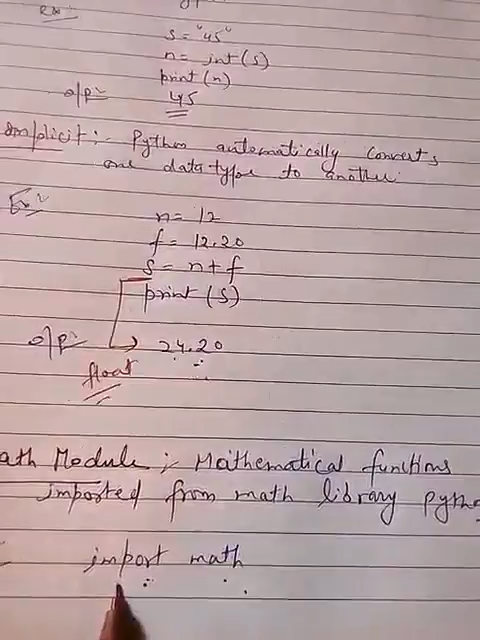 Ex:-
s = "45"
n = int(s)
print(n)
o/p:-
45
Implicit:- Python automatically converts
one data type to another.
Ex:-
n = 12
f = 12.20
s = n + f
print(s)
o/p:- 24.20
float
ath Module :- Mathematical functions
imported from math library
import math